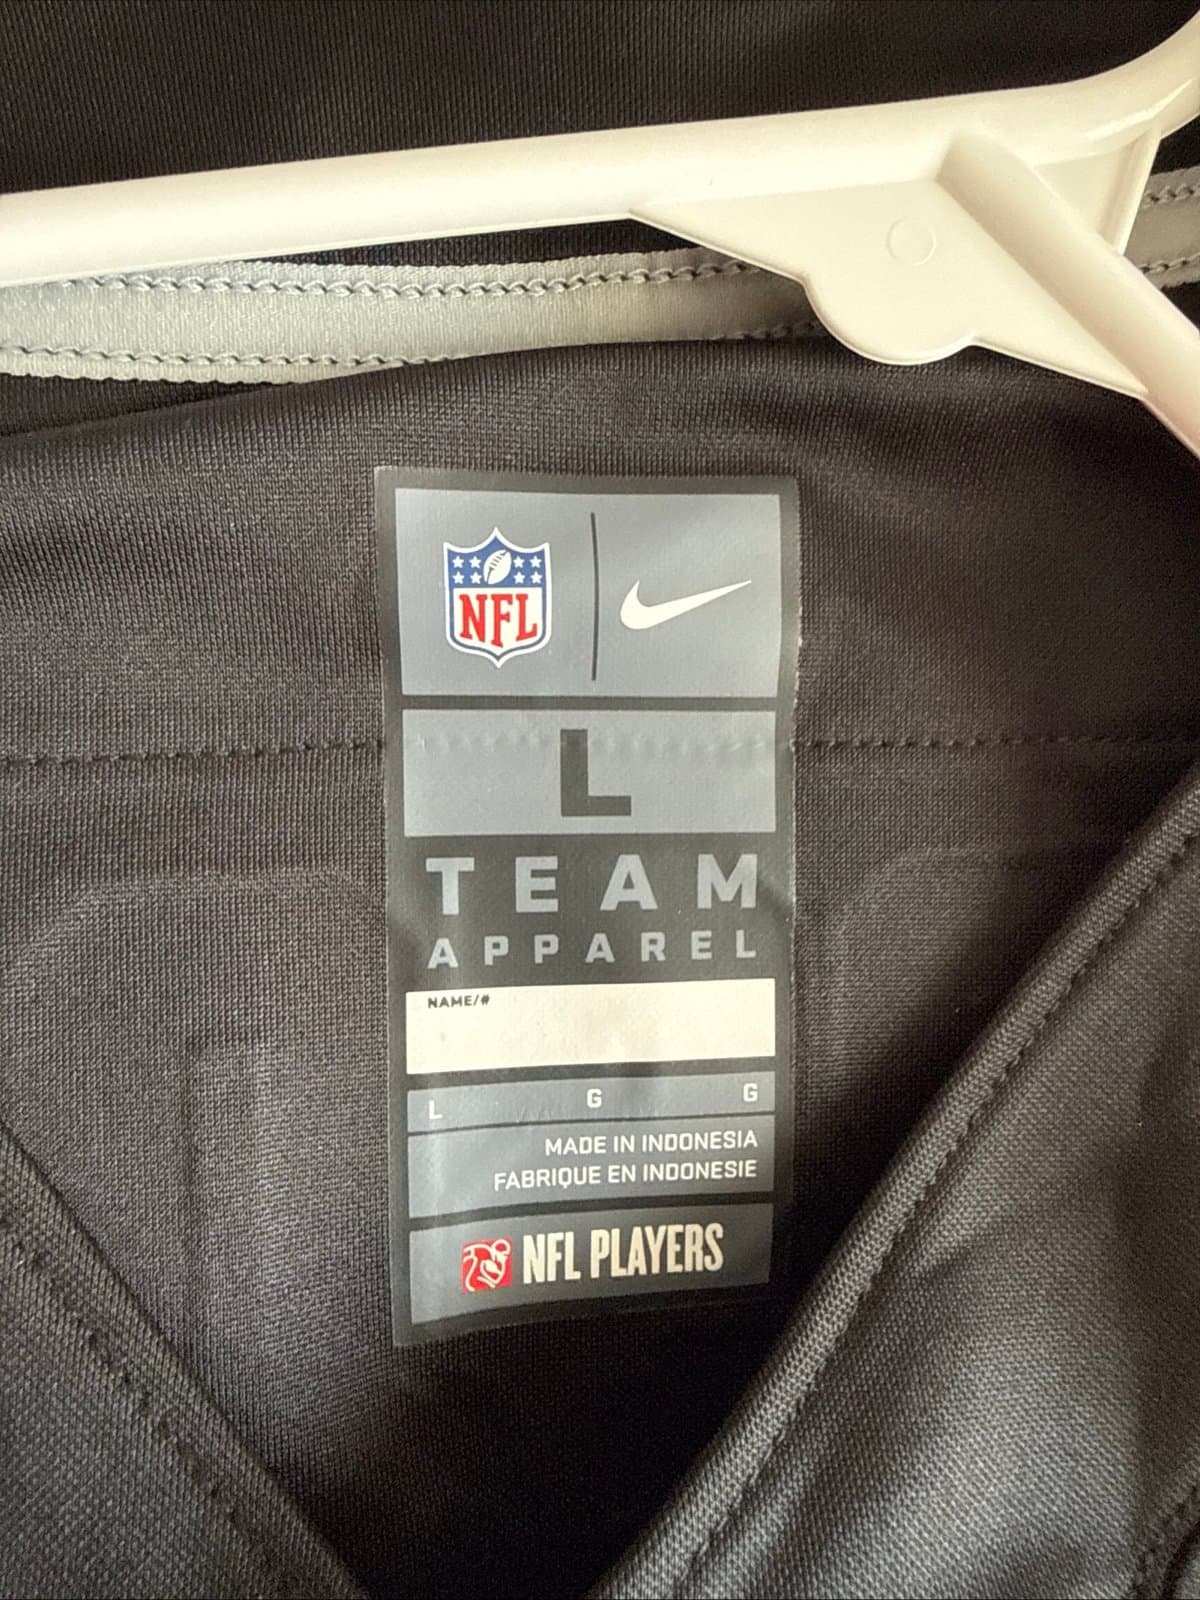 NFL
L
TEAM
APPAREL
NAME/#
L G G
MADE IN INDONESIA
FABRIQUE EN INDONESIE
NFL PLAYERS